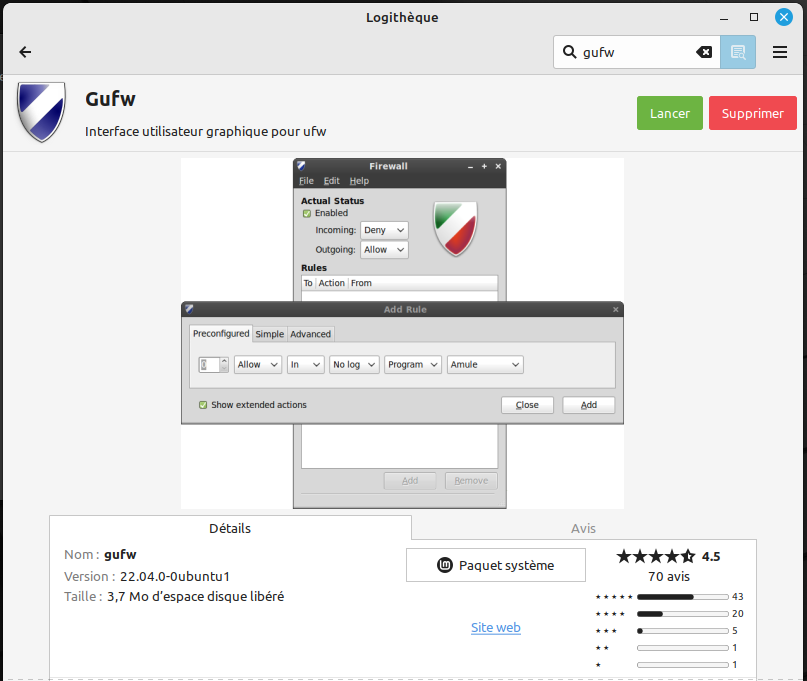 Logithèque
gufw
Gufw
Interface utilisateur graphique pour ufw
Lancer
Supprimer
Firewall
File Edit Help
Actual Status
Enabled
Incoming: Deny
Outgoing: Allow
Rules
To Action From
Add Rule
Preconfigured Simple Advanced
0 Allow In No log Program Amule
Show extended actions
Close Add
Add Remove
Détails
Avis
Nom : gufw
Version : 22.04.0-0ubuntu1
Taille : 3,7 Mo d'espace disque libéré
Paquet système
Site web
4.5
70 avis
43
20
5
1
1